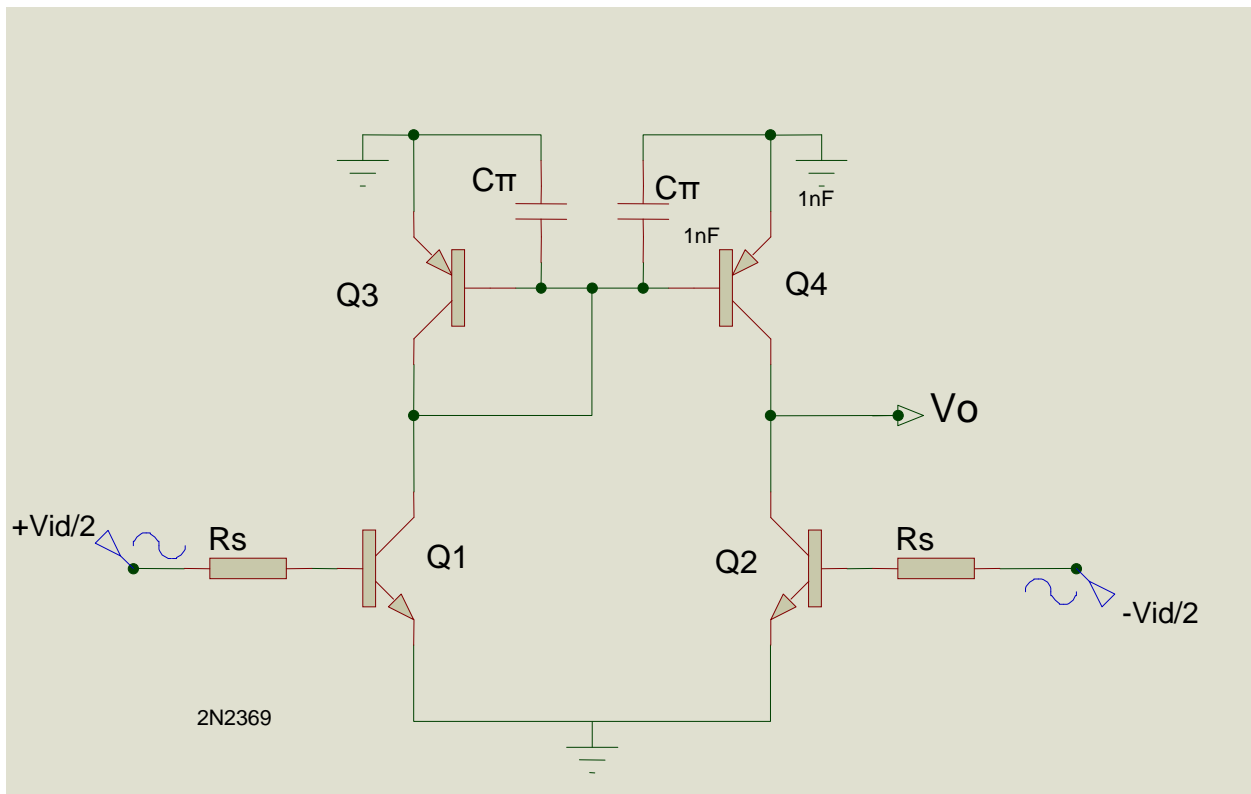 Cπ
Cπ
1nF
1nF
Q3
Q4
Vo
+Vid/2
Rs
Q1
Q2
Rs
-Vid/2
2N2369